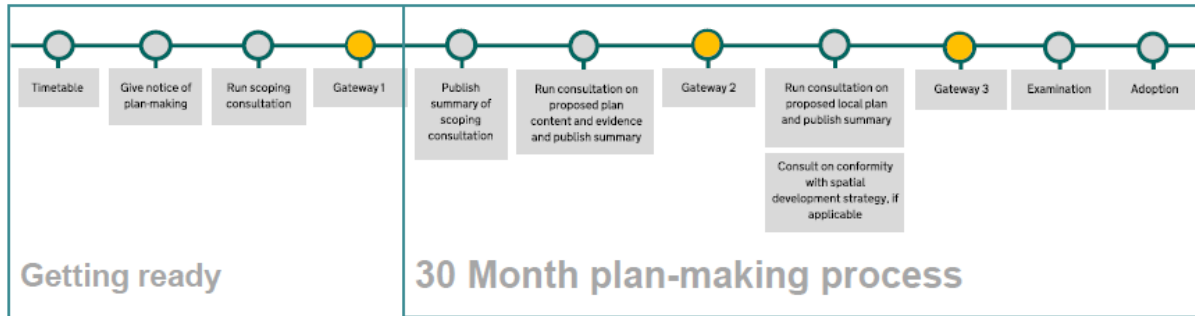 Timetable
Give notice of
plan-making
Run scoping
consultation
Gateway 1
Publish
summary of
scoping
consultation
Run consultation on
proposed plan
content and evidence
and publish summary
Gateway 2
Run consultation on
proposed local plan
and publish summary
Consult on conformity
with spatial
development strategy, if
applicable
Gateway 3
Examination
Adoption
Getting ready
30 Month plan-making process